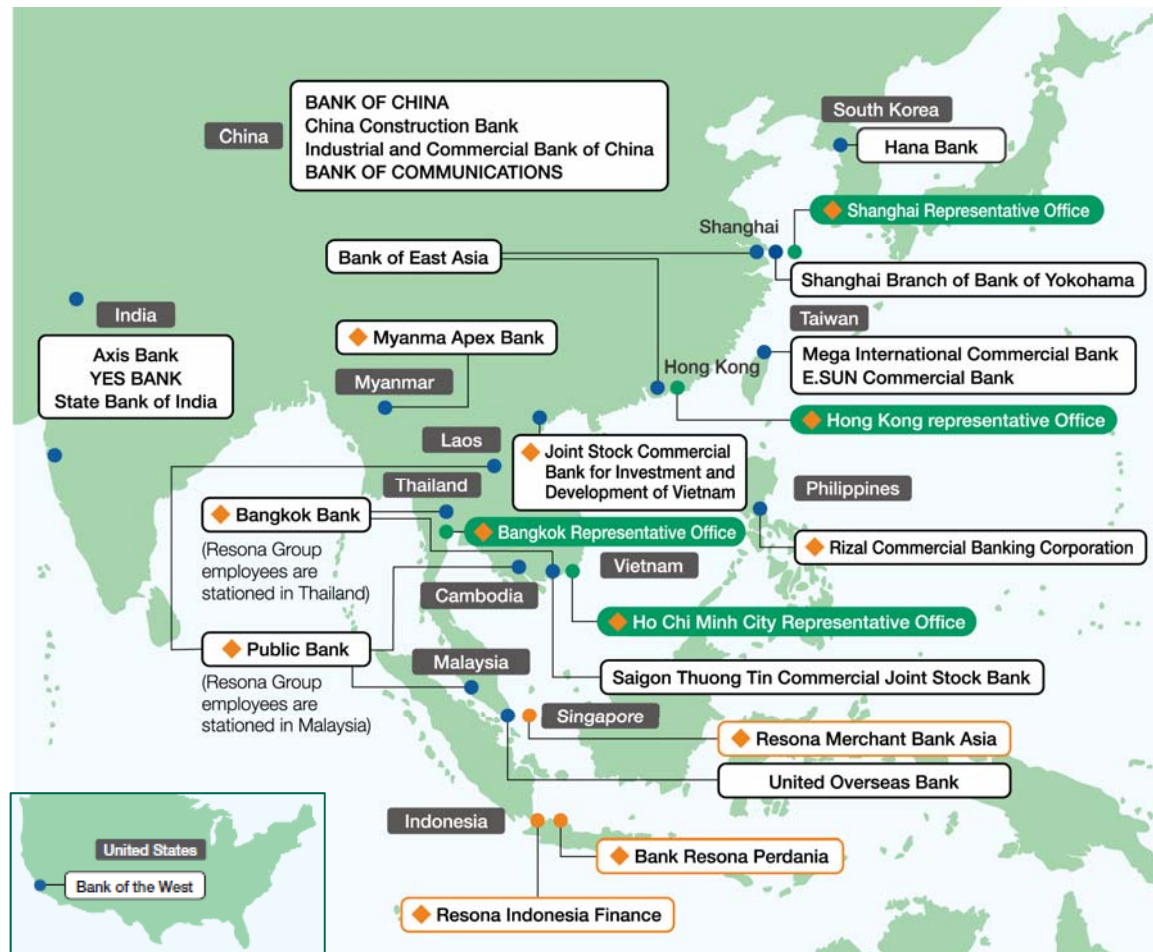 China
BANK OF CHINA
China Construction Bank
Industrial and Commercial Bank of China
BANK OF COMMUNICATIONS
South Korea
Hana Bank
Shanghai Representative Office
Shanghai
Bank of East Asia
Shanghai Branch of Bank of Yokohama
India
Axis Bank
YES BANK
State Bank of India
Myanma Apex Bank
Myanmar
Taiwan
Mega International Commercial Bank
E.SUN Commercial Bank
Hong Kong
Hong Kong representative Office
Laos
Joint Stock Commercial
Bank for Investment and
Development of Vietnam
Thailand
Philippines
Bangkok Bank
(Resona Group
employees are
stationed in Thailand)
Bangkok Representative Office
Rizal Commercial Banking Corporation
Vietnam
Cambodia
Ho Chi Minh City Representative Office
Public Bank
(Resona Group
employees are
stationed in Malaysia)
Malaysia
Saigon Thuong Tin Commercial Joint Stock Bank
Singapore
Resona Merchant Bank Asia
United Overseas Bank
Indonesia
Bank Resona Perdania
Resona Indonesia Finance
United States
Bank of the West